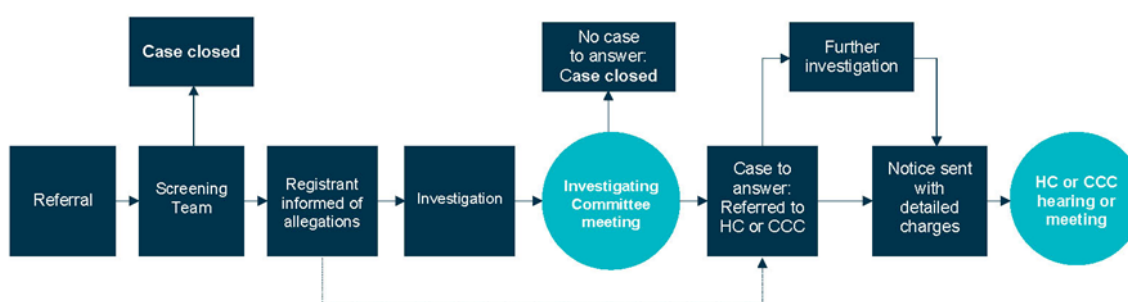 Case closed
No case
to answer:
Case closed
Further
investigation
Referral
Screening
Team
Registrant
informed of
allegations
Investigation
Investigating
Committee
meeting
Case to
answer:
Referred to
HC or CCC
Notice sent
with
detailed
charges
HC or CCC
hearing or
meeting